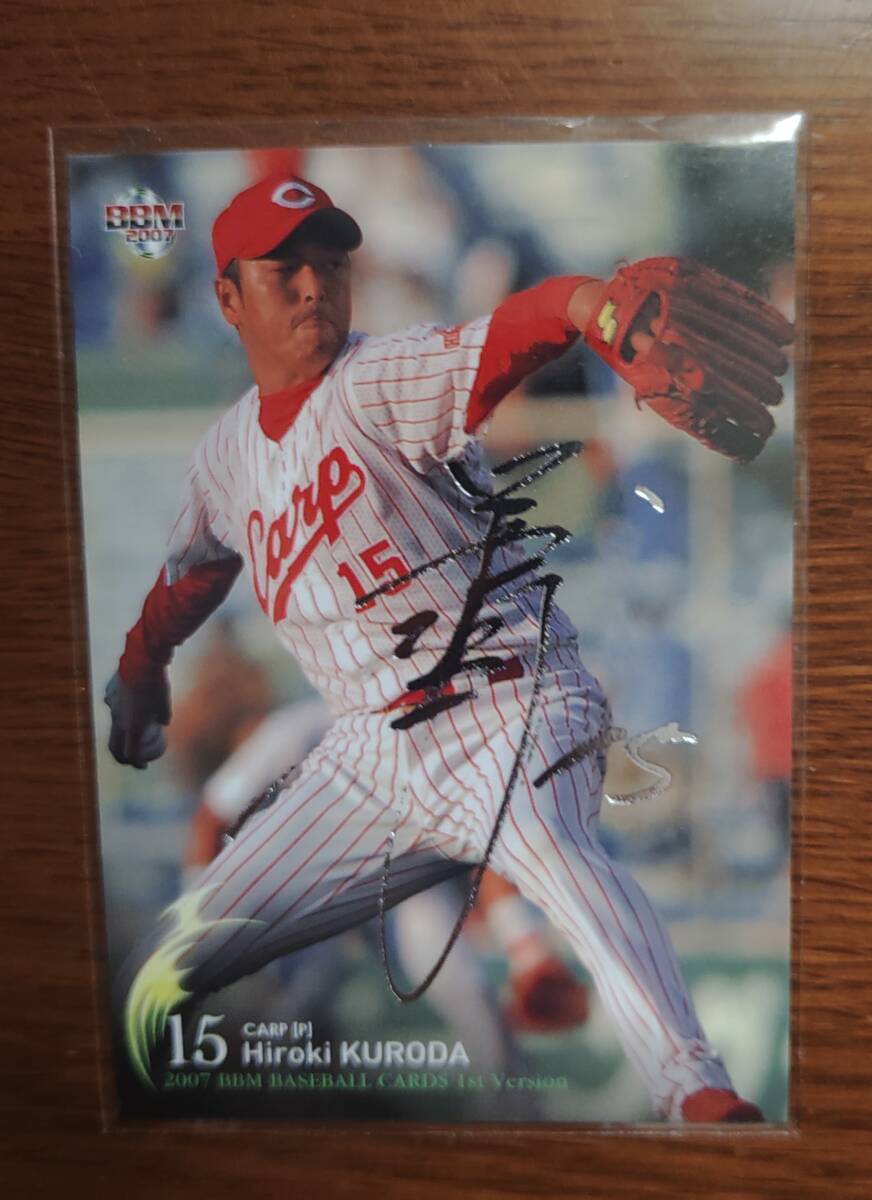 BBM
2007
C
Carp
15
15
CARP [P]
Hiroki KURODA
2007 BBM BASEBALL CARDS 1st Version